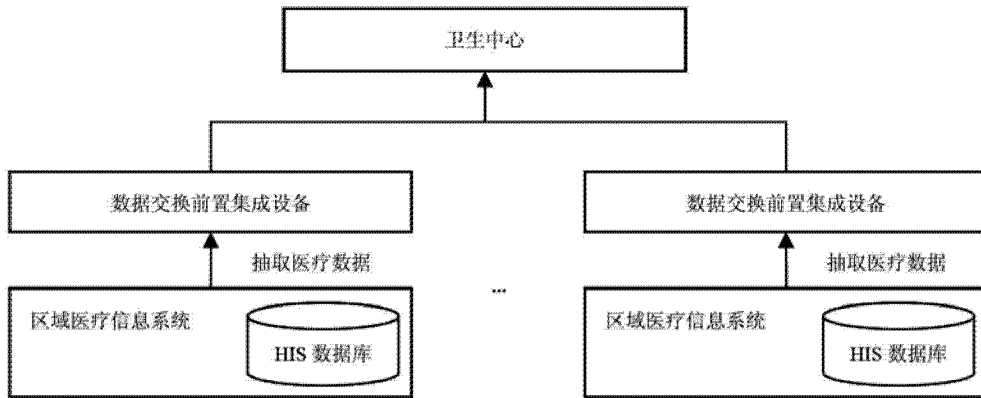 卫生中心
数据交换前置集成设备
数据交换前置集成设备
抽取医疗数据
抽取医疗数据
...
区域医疗信息系统
HIS 数据库
区域医疗信息系统
HIS 数据库